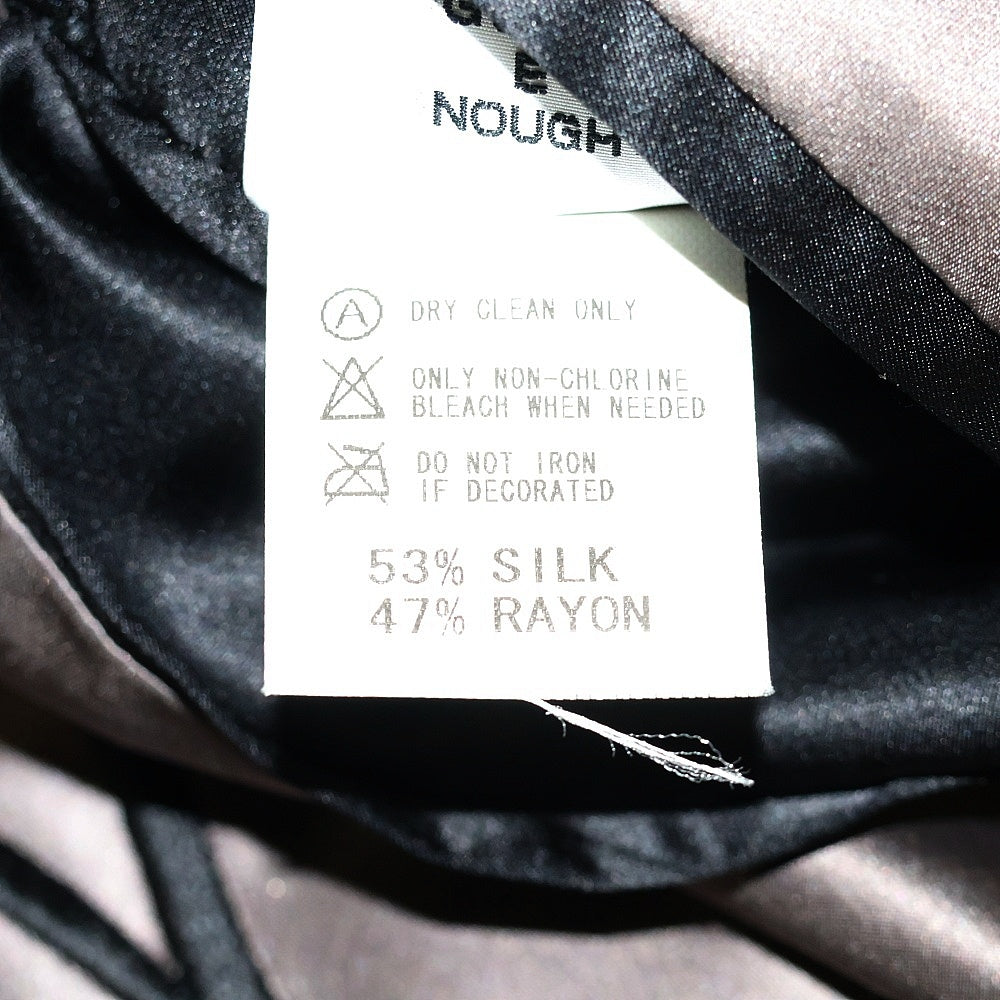 E
NOUGH
A DRY CLEAN ONLY
ONLY NON-CHLORINE
BLEACH WHEN NEEDED
DO NOT IRON
IF DECORATED
53% SILK
47% RAYON